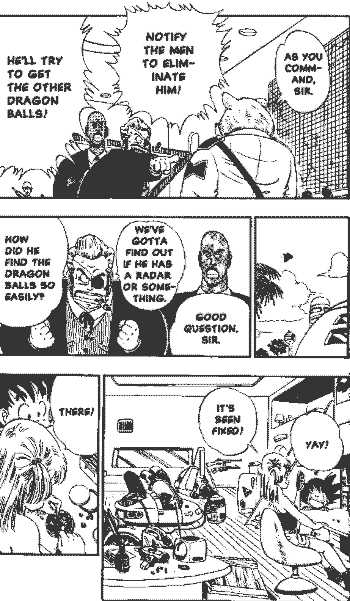 HE'LL TRY
TO GET
THE OTHER
DRAGON
BALLS!
NOTIFY
THE MEN
TO ELIM-
INATE
HIM!
AS YOU
COMM-
AND,
SIR.
HOW
DID HE
FIND THE
DRAGON
BALLS SO
EASILY?
WE'VE
GOTTA
FIND OUT
IF HE HAS
A RADAR
OR SOME-
THING.
GOOD
QUESTION,
SIR.
THERE!
IT'S
BEEN
FIXED!
YAY!